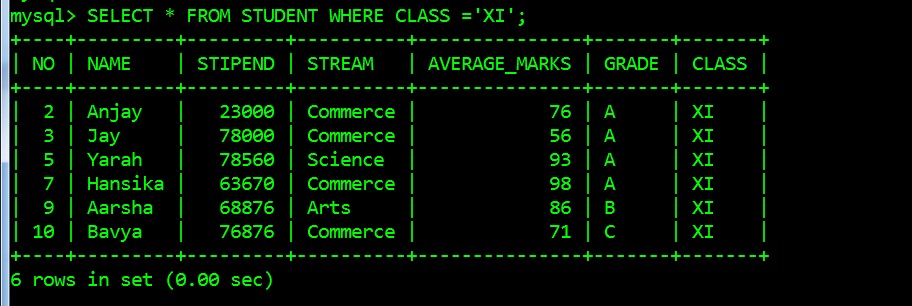 mysql> SELECT * FROM STUDENT WHERE CLASS ='XI';
+----+---------+---------+----------+---------------+-------+-------+
| NO | NAME    | STIPEND | STREAM   | AVERAGE_MARKS | GRADE | CLASS |
+----+---------+---------+----------+---------------+-------+-------+
|  2 | Anjay   |   23000 | Commerce |            76 | A     | XI    |
|  3 | Jay     |   78000 | Commerce |            56 | A     | XI    |
|  5 | Yarah   |   78560 | Science  |            93 | A     | XI    |
|  7 | Hansika |   63670 | Commerce |            98 | A     | XI    |
|  9 | Aarsha  |   68876 | Arts     |            86 | B     | XI    |
| 10 | Bavya   |   76876 | Commerce |            71 | C     | XI    |
+----+---------+---------+----------+---------------+-------+-------+
6 rows in set (0.00 sec)